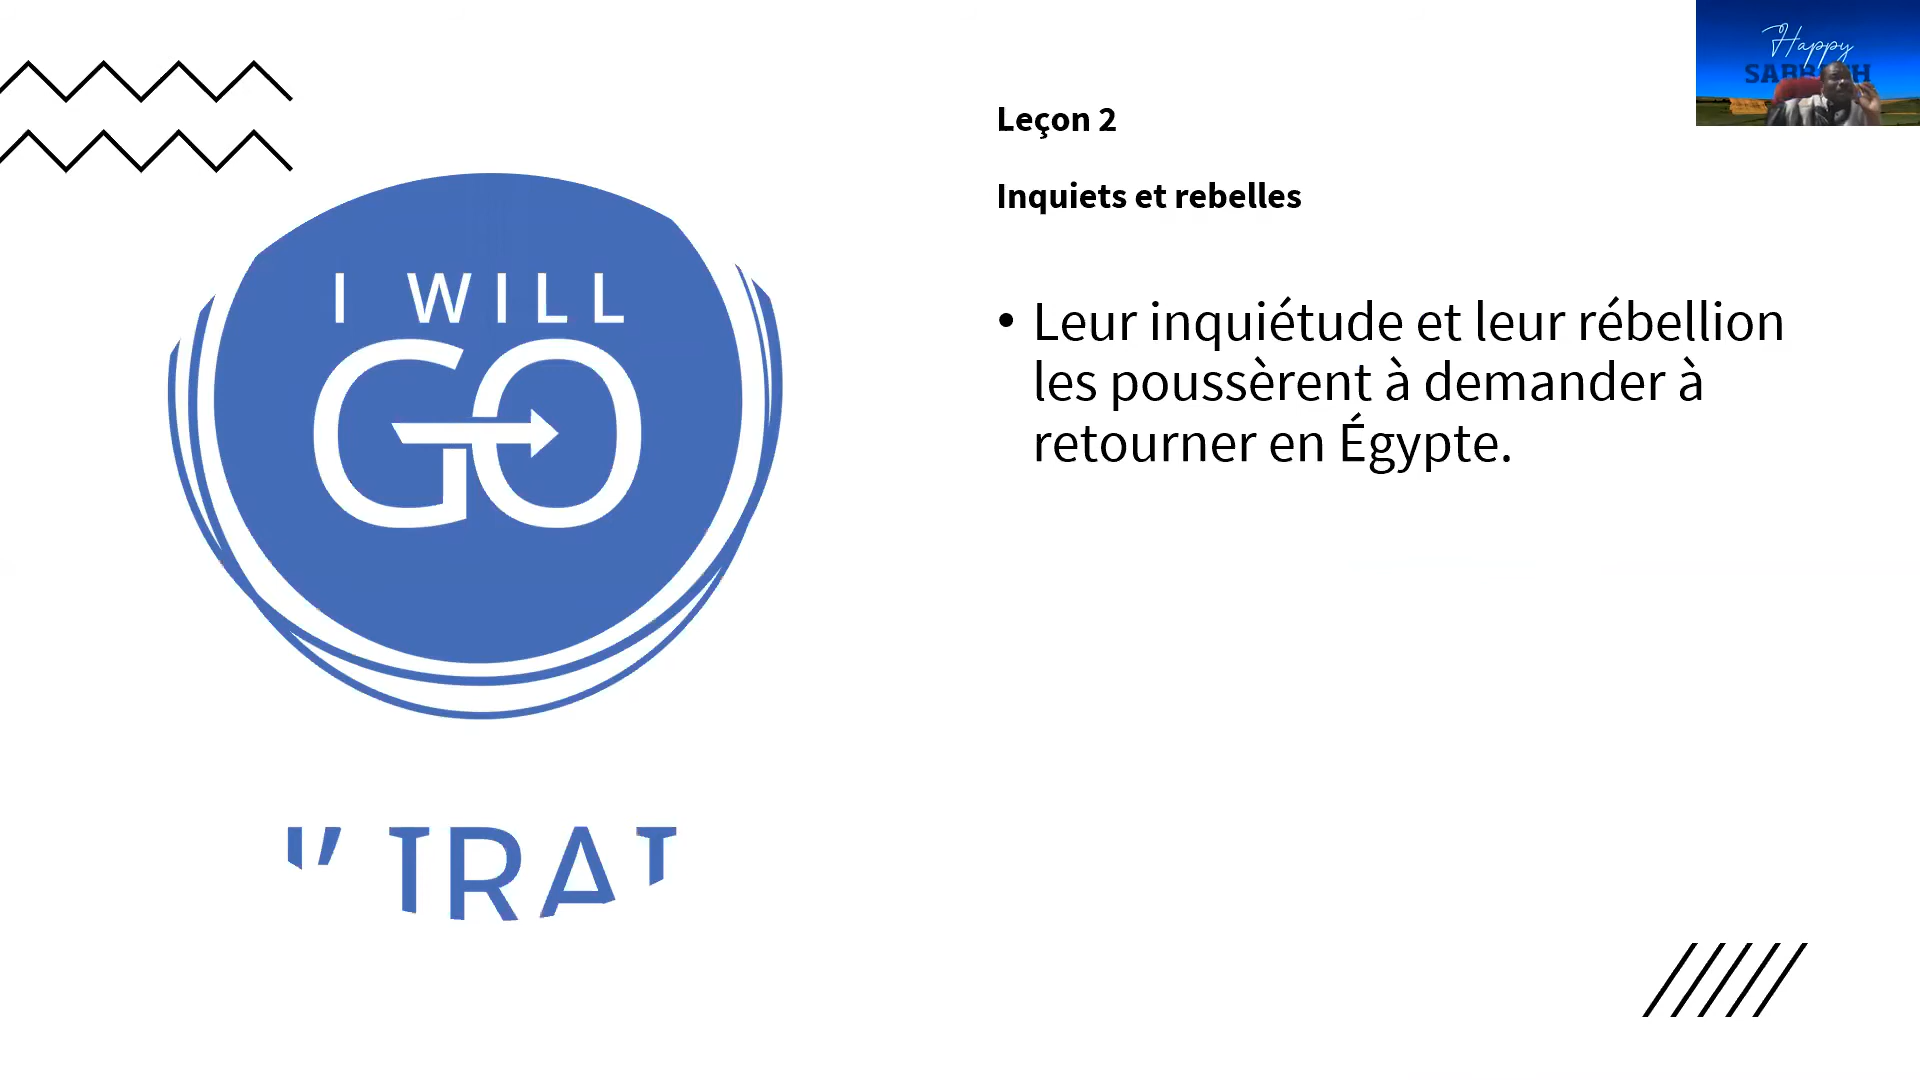 Happy
Leçon 2
Inquiets et rebelles
I WILL
GO
• Leur inquiétude et leur rébellion
les poussèrent à demander à
retourner en Égypte.